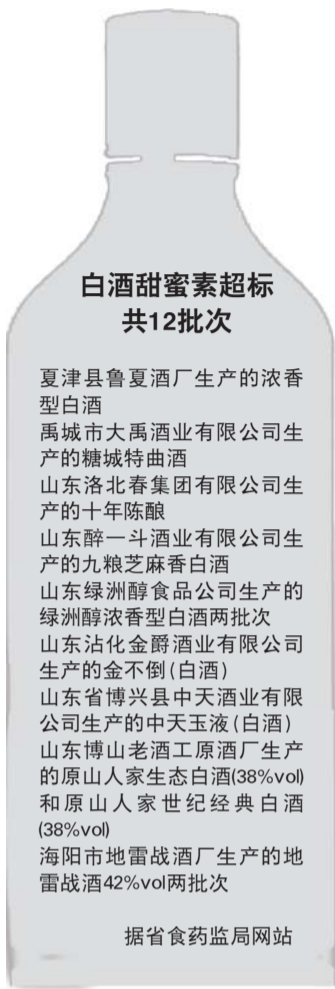 白酒甜蜜素超标
共12批次
夏津县鲁夏酒厂生产的浓香
型白酒
禹城市大禹酒业有限公司生
产的糖城特曲酒
山东洛北春集团有限公司生
产的十年陈酿
山东醉一斗酒业有限公司生
产的九粮芝麻香白酒
山东绿洲醇食品公司生产的
绿洲醇浓香型白酒两批次
山东沾化金爵酒业有限公司
生产的金不倒(白酒)
山东省博兴县中天酒业有限
公司生产的中天玉液(白酒)
山东博山老酒工原酒厂生产
的原山人家生态白酒(38%vol)
和原山人家世纪经典白酒
(38%vol)
海阳市地雷战酒厂生产的地
雷战酒42%vol两批次
据省食药监局网站